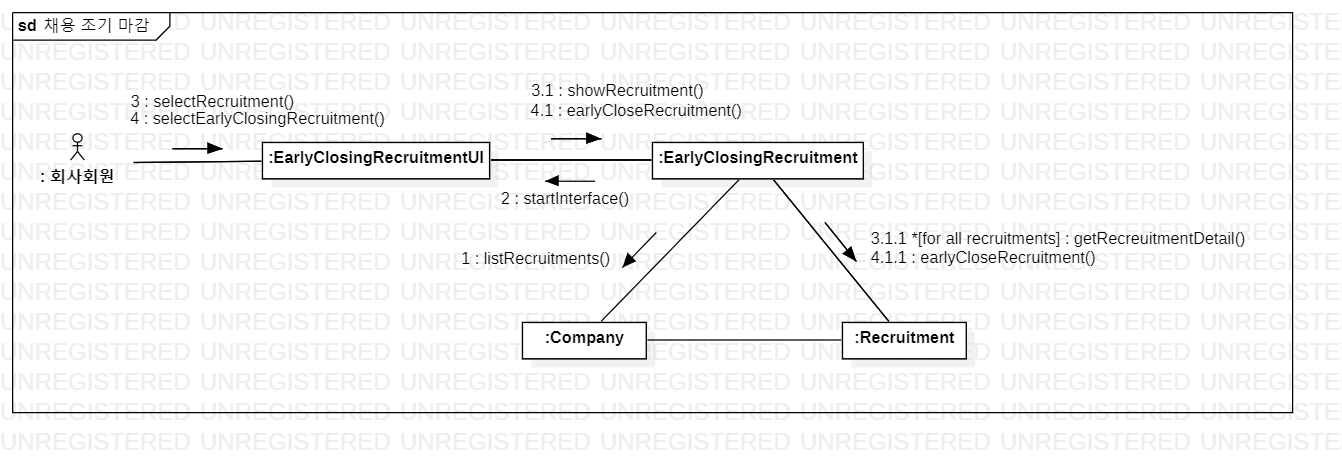 sd 채용 조기 마감
3 : selectRecruitment()
4 : selectEarlyClosingRecruitment()
3.1 : showRecruitment()
4.1 : earlyCloseRecruitment()
: 회사회원
:EarlyClosingRecruitmentUI
:EarlyClosingRecruitment
2 : startInterface()
1 : listRecruitments()
3.1.1 *[for all recruitments] : getRecreuitmentDetail()
4.1.1 : earlyCloseRecruitment()
:Company
:Recruitment
UNREGISTERED